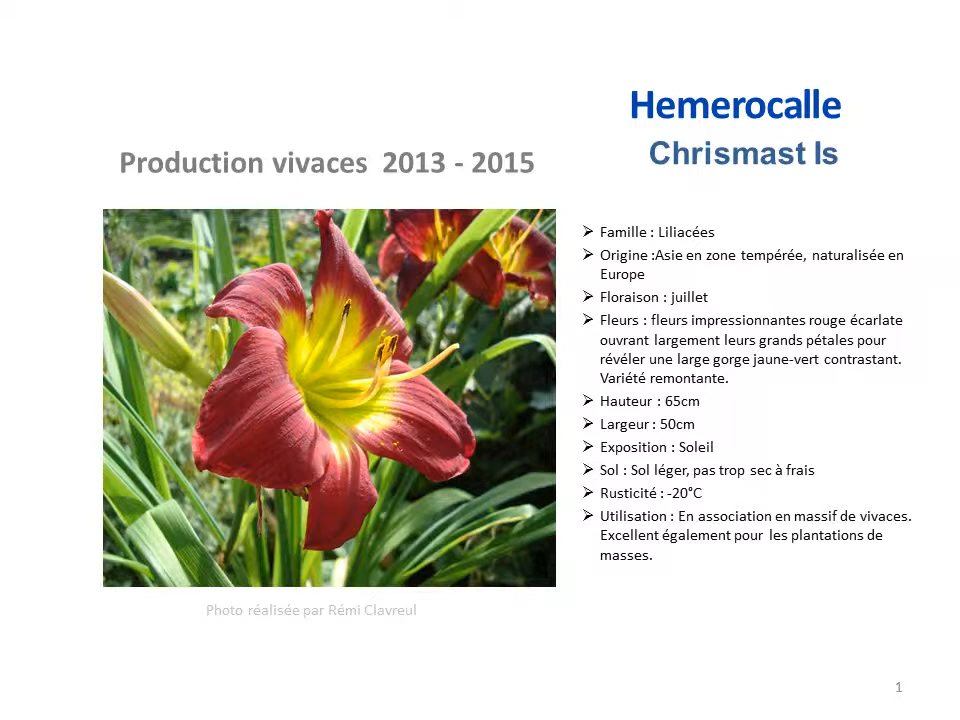 Hemerocalle
Chrismast Is
Production vivaces 2013 - 2015
Famille : Liliacées
Origine :Asie en zone tempérée, naturalisée en
Europe
Floraison : juillet
Fleurs : fleurs impressionnantes rouge écarlate
ouvrant largement leurs grands pétales pour
révéler une large gorge jaune-vert contrastant.
Variété remontante.
Hauteur : 65cm
Largeur : 50cm
Exposition : Soleil
Sol : Sol léger, pas trop sec à frais
Rusticité : -20°C
Utilisation : En association en massif de vivaces.
Excellent également pour les plantations de
masses.
Photo réalisée par Rémi Clavreul
1